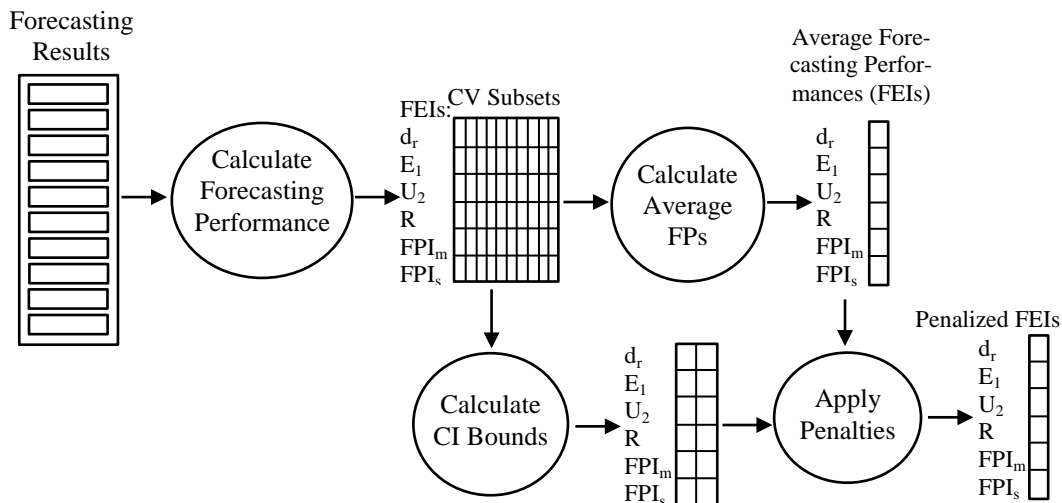 Forecasting
Results
Calculate
Forecasting
Performance
FEIs:
CV Subsets
d_r
E_1
U_2
R
FPI_m
FPI_s
Calculate
Average
FPs
Average Fore-
casting Perfor-
mances (FEIs)
d_r
E_1
U_2
R
FPI_m
FPI_s
Calculate
CI Bounds
d_r
E_1
U_2
R
FPI_m
FPI_s
Apply
Penalties
Penalized FEIs
d_r
E_1
U_2
R
FPI_m
FPI_s